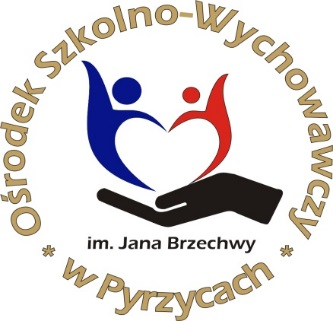 Ośrodek Szkolno-Wychowawczy
im. Jana Brzechwy
* w Pyrzycach *